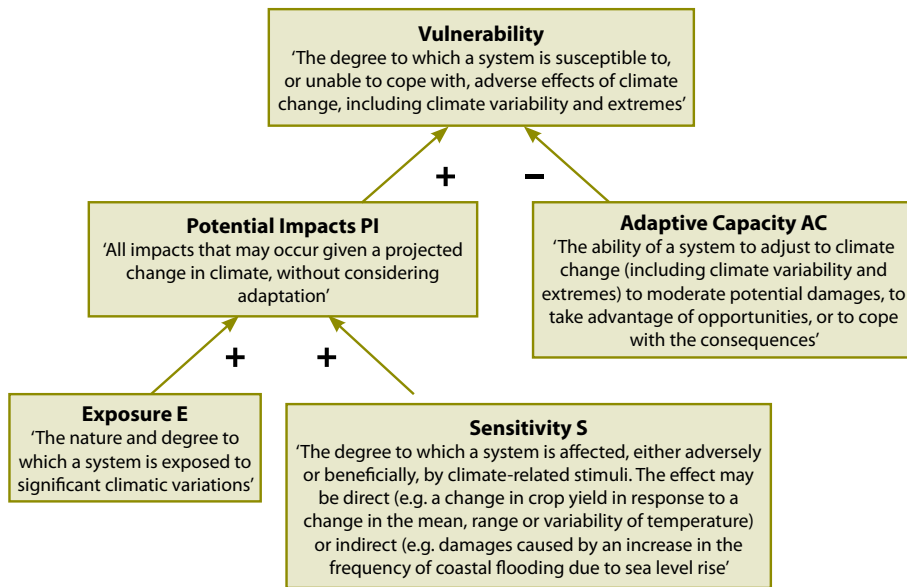 Vulnerability
‘The degree to which a system is susceptible to,
or unable to cope with, adverse effects of climate
change, including climate variability and extremes’
+
−
Potential Impacts PI
‘All impacts that may occur given a projected
change in climate, without considering
adaptation’
Adaptive Capacity AC
‘The ability of a system to adjust to climate
change (including climate variability and
extremes) to moderate potential damages, to
take advantage of opportunities, or to cope
with the consequences’
+
+
Exposure E
‘The nature and degree to
which a system is exposed to
significant climatic variations’
Sensitivity S
‘The degree to which a system is affected, either adversely
or beneficially, by climate-related stimuli. The effect may
be direct (e.g. a change in crop yield in response to a
change in the mean, range or variability of temperature)
or indirect (e.g. damages caused by an increase in the
frequency of coastal flooding due to sea level rise’